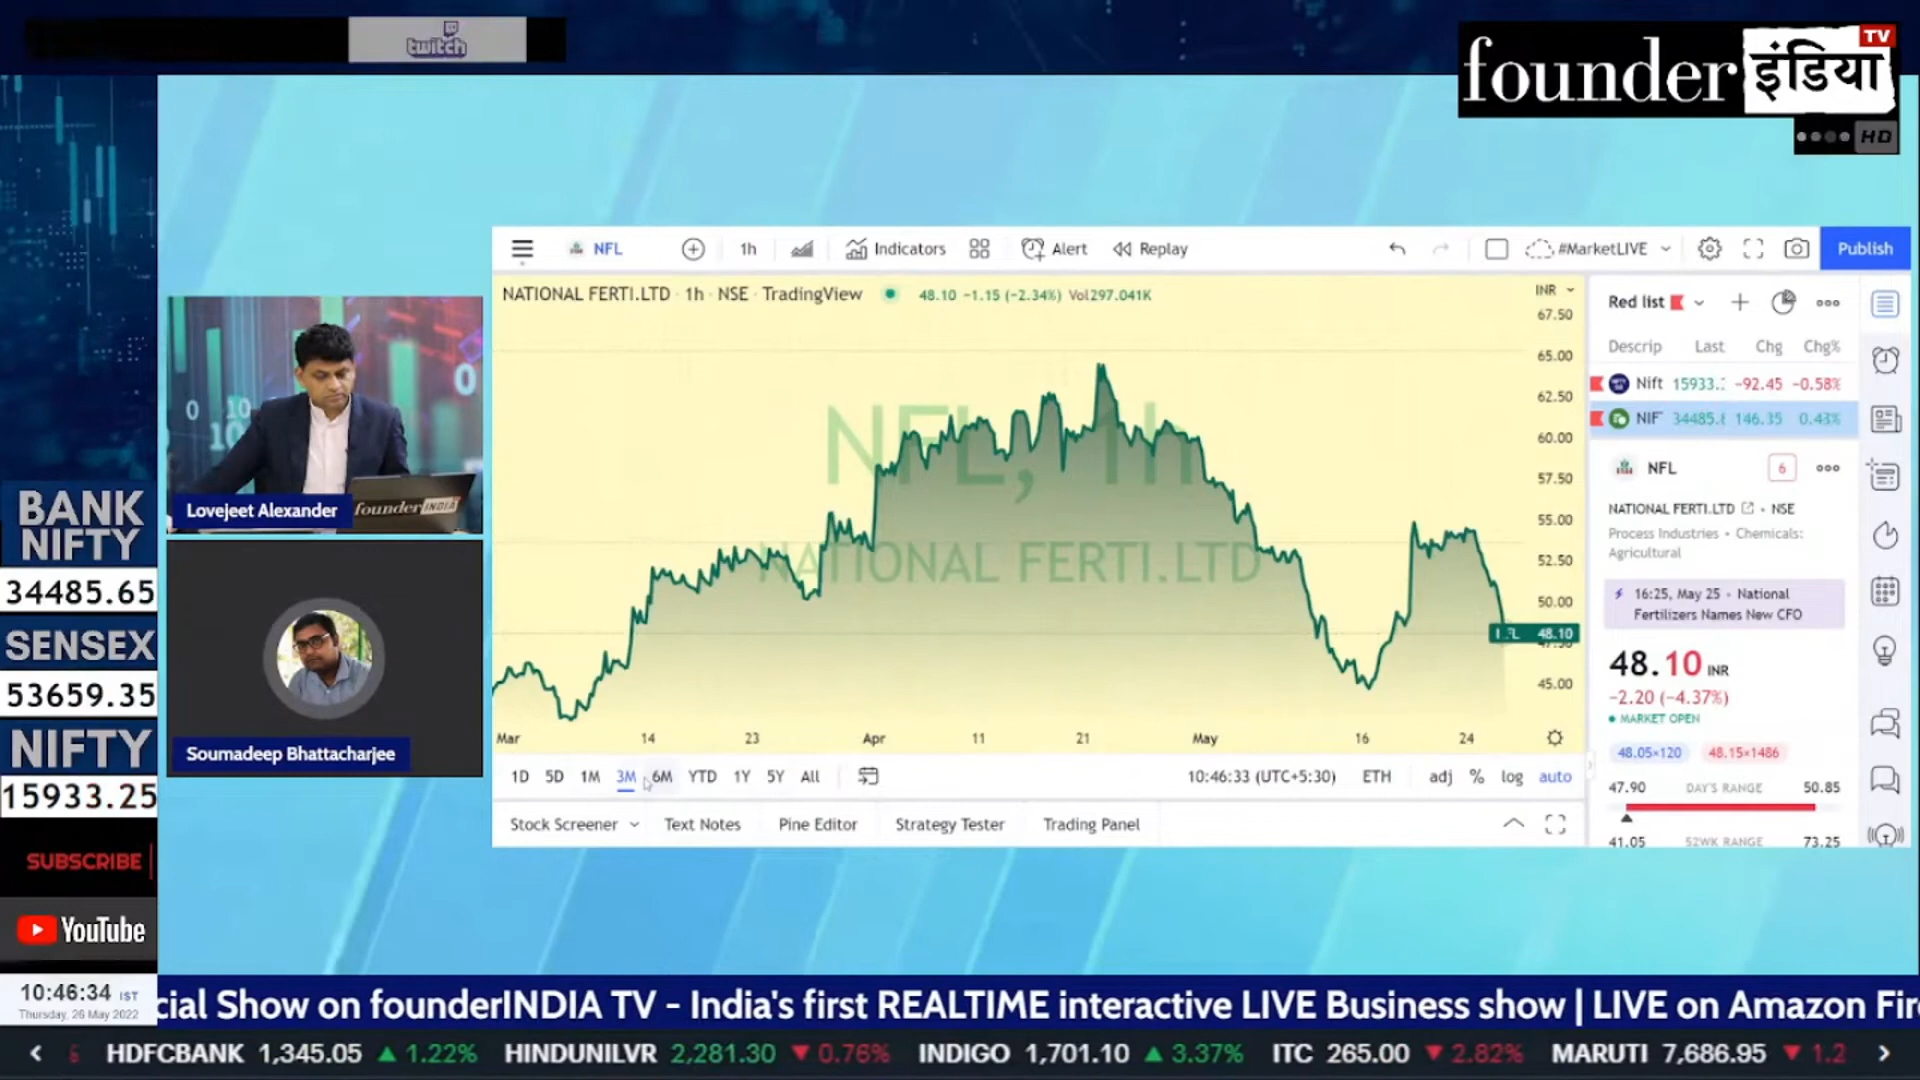 twitch
founder इंडिया TV
HD
NFL 1h Indicators Alert Replay #MarketLIVE Publish
NATIONAL FERTI.LTD · 1h · NSE · TradingView 48.10 −1.15 (−2.34%) Vol297.041K
INR
67.50
65.00
62.50
60.00
57.50
55.00
52.50
50.00
48.10
45.00
NFL, 1h
NATIONAL FERTI.LTD
Mar 14 23 Apr 11 21 May 16 24
1D 5D 1M 3M 6M YTD 1Y 5Y All 10:46:33 (UTC+5:30) ETH adj % log auto
Stock Screener Text Notes Pine Editor Strategy Tester Trading Panel
Red list
Descrip Last Chg Chg%
Nift 15933. −92.45 −0.58%
NIF 34485. 146.35 0.43%
NFL 6
NATIONAL FERTI.LTD • NSE
Process Industries • Chemicals:
Agricultural
16:25, May 25 • National
Fertilizers Names New CFO
48.10 INR
−2.20 (−4.37%)
MARKET OPEN
48.05×120 48.15×1486
47.90 DAY'S RANGE 50.85
41.05 52WK RANGE 73.25
founder INDIA
Lovejeet Alexander
Soumadeep Bhattacharjee
BANK
NIFTY
34485.65
SENSEX
53659.35
NIFTY
15933.25
SUBSCRIBE
YouTube
10:46:34 IST
Thursday, 26 May 2022
cial Show on founderINDIA TV - India's first REALTIME interactive LIVE Business show | LIVE on Amazon Fir
HDFCBANK 1,345.05 ▲ 1.22% HINDUNILVR 2,281.30 ▼ 0.76% INDIGO 1,701.10 ▲ 3.37% ITC 265.00 ▼ 2.82% MARUTI 7,686.95 ▼ 1.2